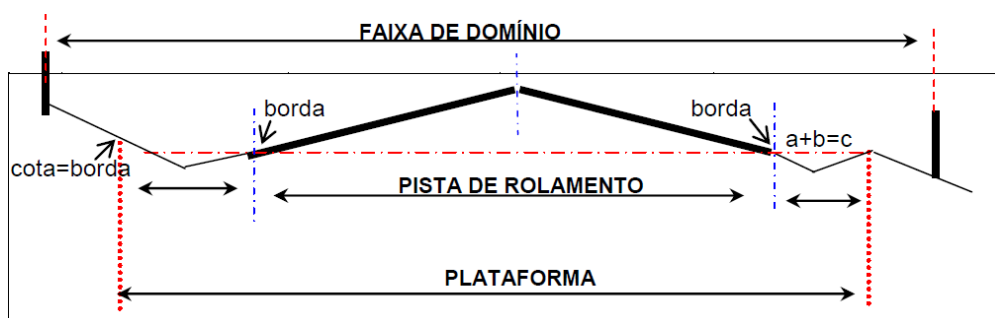 FAIXA DE DOMÍNIO
borda
borda
cota=borda
a+b=c
PISTA DE ROLAMENTO
PLATAFORMA